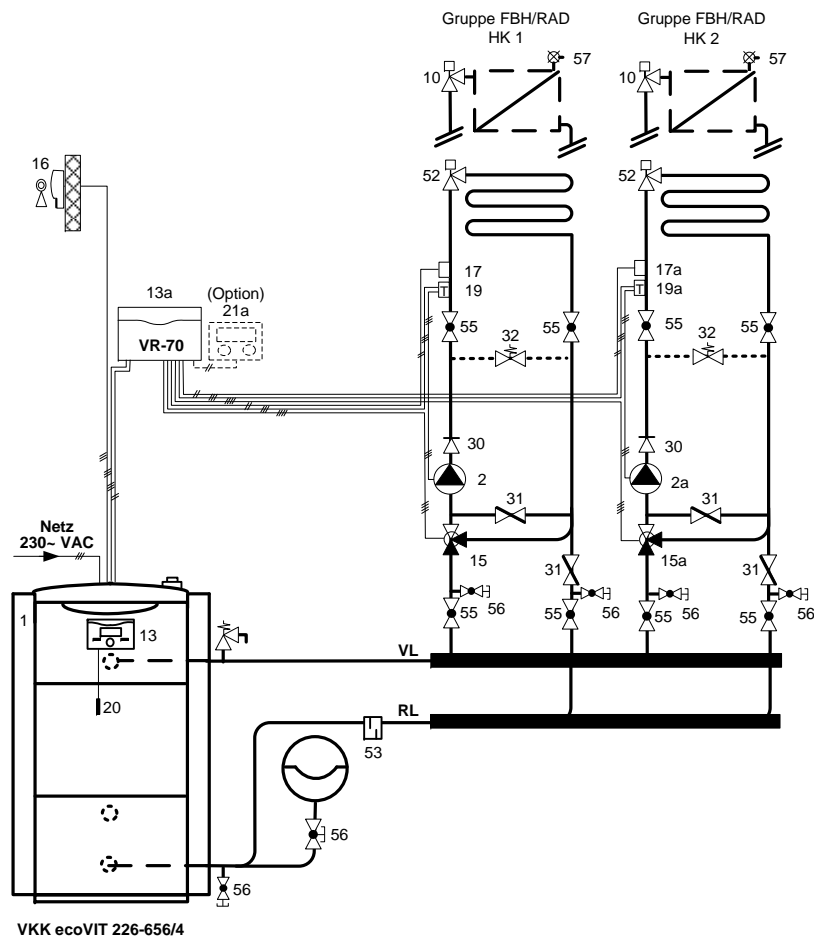 Gruppe FBH/RAD
HK 1
Gruppe FBH/RAD
HK 2
57
57
10
10
16
52
52
13a
(Option)
21a
17
19
17a
19a
VR-70
55
32
55
55
32
55
30
30
2
2a
31
31
Netz
230~ VAC
15
31
15a
31
1
13
55
56
55
56
55
56
55
56
VL
20
RL
53
56
56
VKK ecoVIT 226-656/4